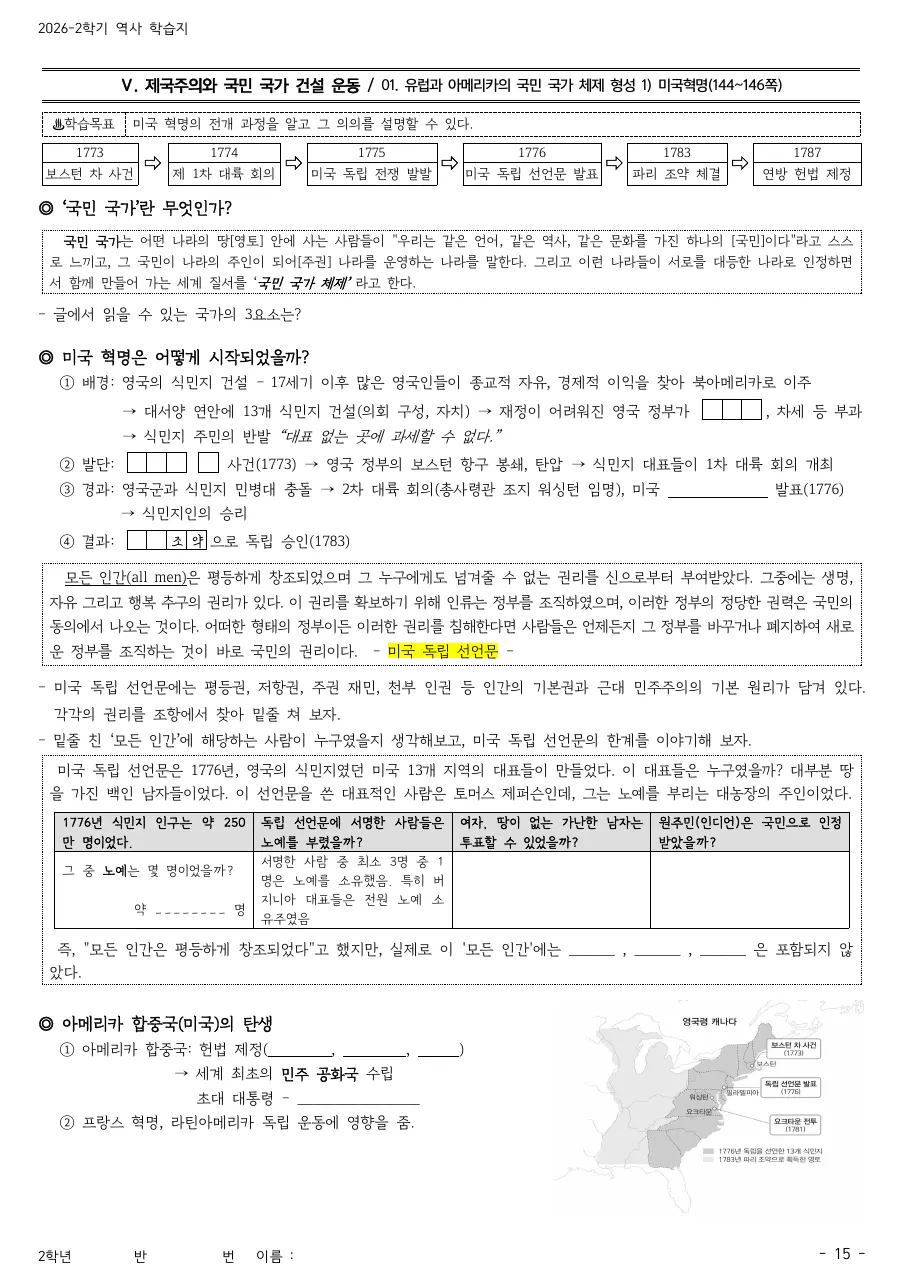 2026-2학기 역사 학습지
Ⅴ. 제국주의와 국민 국가 건설 운동 / 01. 유럽과 아메리카의 국민 국가 체제 형성 1) 미국혁명(144~146쪽)
♨학습목표 미국 혁명의 전개 과정을 알고 그 의의를 설명할 수 있다.
1773 ⇨ 1774 ⇨ 1775 ⇨ 1776 ⇨ 1783 ⇨ 1787
보스턴 차 사건 제 1차 대륙 회의 미국 독립 전쟁 발발 미국 독립 선언문 발표 파리 조약 체결 연방 헌법 제정
◎ ‘국민 국가’란 무엇인가?
국민 국가는 어떤 나라의 땅[영토] 안에 사는 사람들이 "우리는 같은 언어, 같은 역사, 같은 문화를 가진 하나의 [국민]이다"라고 스스
로 느끼고, 그 국민이 나라의 주인이 되어[주권] 나라를 운영하는 나라를 말한다. 그리고 이런 나라들이 서로를 대등한 나라로 인정하면
서 함께 만들어 가는 세계 질서를 ‘국민 국가 체제’ 라고 한다.
- 글에서 읽을 수 있는 국가의 3요소는?
◎ 미국 혁명은 어떻게 시작되었을까?
① 배경: 영국의 식민지 건설 - 17세기 이후 많은 영국인들이 종교적 자유, 경제적 이익을 찾아 북아메리카로 이주
→ 대서양 연안에 13개 식민지 건설(의회 구성, 자치) → 재정이 어려워진 영국 정부가 , 차세 등 부과
→ 식민지 주민의 반발 “대표 없는 곳에 과세할 수 없다.”
② 발단: 사건(1773) → 영국 정부의 보스턴 항구 봉쇄, 탄압 → 식민지 대표들이 1차 대륙 회의 개최
③ 경과: 영국군과 식민지 민병대 충돌 → 2차 대륙 회의(총사령관 조지 워싱턴 임명), 미국 ____________ 발표(1776)
→ 식민지인의 승리
④ 결과: 조약으로 독립 승인(1783)
모든 인간(all men)은 평등하게 창조되었으며 그 누구에게도 넘겨줄 수 없는 권리를 신으로부터 부여받았다. 그중에는 생명,
자유 그리고 행복 추구의 권리가 있다. 이 권리를 확보하기 위해 인류는 정부를 조직하였으며, 이러한 정부의 정당한 권력은 국민의
동의에서 나오는 것이다. 어떠한 형태의 정부이든 이러한 권리를 침해한다면 사람들은 언제든지 그 정부를 바꾸거나 폐지하여 새로
운 정부를 조직하는 것이 바로 국민의 권리이다. - 미국 독립 선언문 -
- 미국 독립 선언문에는 평등권, 저항권, 주권 재민, 천부 인권 등 인간의 기본권과 근대 민주주의의 기본 원리가 담겨 있다.
각각의 권리를 조항에서 찾아 밑줄 쳐 보자.
- 밑줄 친 ‘모든 인간’에 해당하는 사람이 누구였을지 생각해보고, 미국 독립 선언문의 한계를 이야기해 보자.
미국 독립 선언문은 1776년, 영국의 식민지였던 미국 13개 지역의 대표들이 만들었다. 이 대표들은 누구였을까? 대부분 땅
을 가진 백인 남자들이었다. 이 선언문을 쓴 대표적인 사람은 토머스 제퍼슨인데, 그는 노예를 부리는 대농장의 주인이었다.
1776년 식민지 인구는 약 250
만 명이었다.
독립 선언문에 서명한 사람들은
노예를 부렸을까?
여자, 땅이 없는 가난한 남자는
투표할 수 있었을까?
원주민(인디언)은 국민으로 인정
받았을까?
그 중 노예는 몇 명이었을까?
약 ________ 명
서명한 사람 중 최소 3명 중 1
명은 노예를 소유했음. 특히 버
지니아 대표들은 전원 노예 소
유주였음
즉, "모든 인간은 평등하게 창조되었다"고 했지만, 실제로 이 '모든 인간'에는 ______ , ______ , ______ 은 포함되지 않
았다.
◎ 아메리카 합중국(미국)의 탄생
① 아메리카 합중국: 헌법 제정(________, ________, _____)
→ 세계 최초의 민주 공화국 수립
초대 대통령 - _______________
② 프랑스 혁명, 라틴아메리카 독립 운동에 영향을 줌.
영국령 캐나다
보스턴 차 사건
(1773)
보스턴
독립 선언문 발표
(1776)
필라델피아
워싱턴
요크타운
요크타운 전투
(1781)
1776년 독립을 선언한 13개 식민지
1783년 파리 조약으로 획득한 영토
2학년 반 번 이름 :
- 15 -